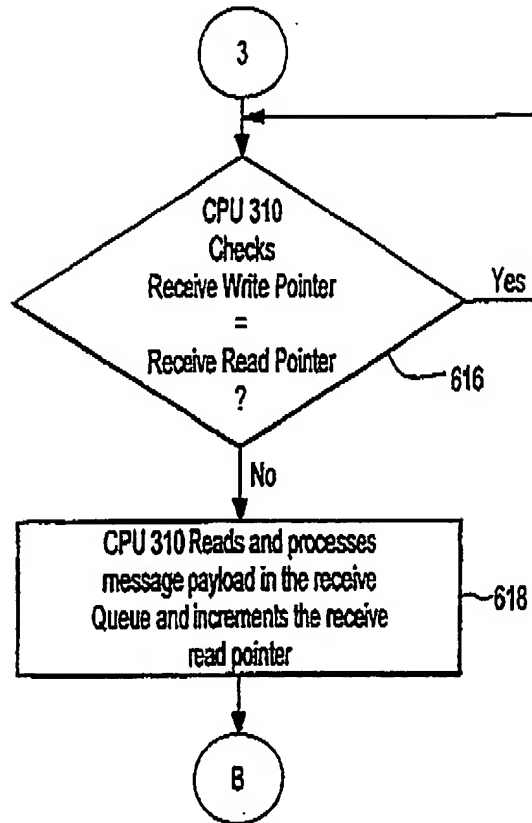 3
CPU 310
Checks
Receive Write Pointer
=
Receive Read Pointer
?
Yes
616
No
CPU 310 Reads and processes
message payload in the receive
Queue and increments the receive
read pointer
618
B